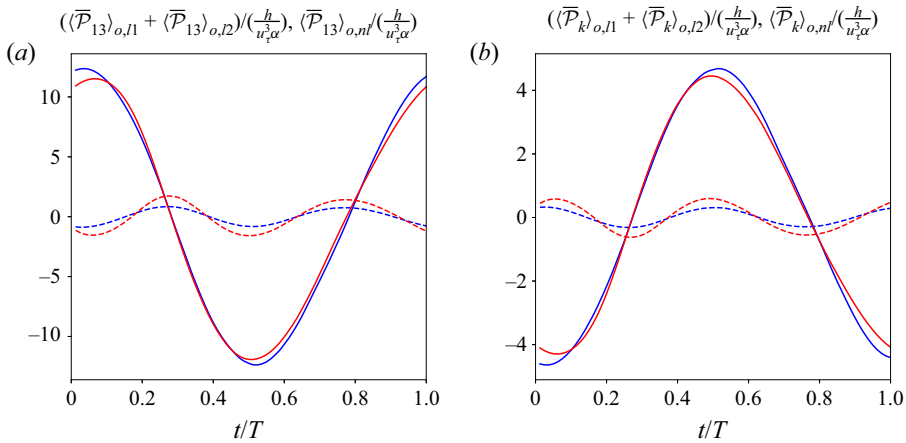 (⟨P̅₁₃⟩o,l1 + ⟨P̅₁₃⟩o,l2)/(h/u_τ³α), ⟨P̅₁₃⟩o,nl/(h/u_τ³α)
(⟨P̅k⟩o,l1 + ⟨P̅k⟩o,l2)/(h/u_τ³α), ⟨P̅k⟩o,nl/(h/u_τ³α)
(a)
(b)
10
5
0
–5
–10
4
2
0
–2
–4
0 0.2 0.4 0.6 0.8 1.0
0 0.2 0.4 0.6 0.8 1.0
t/T
t/T